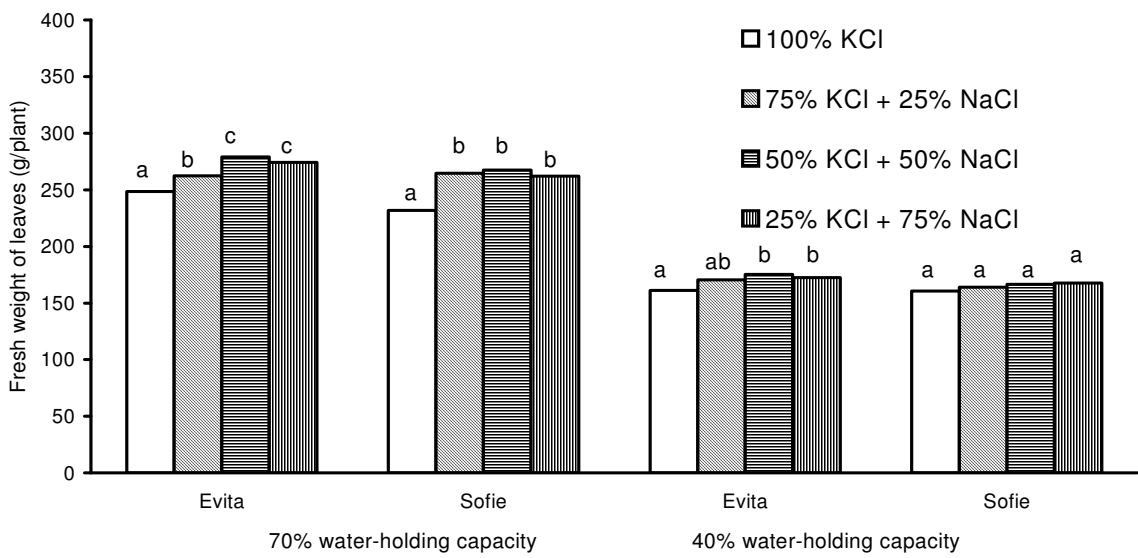 Fresh weight of leaves (g/plant)
400
350
300
250
200
150
100
50
0
100% KCl
75% KCl + 25% NaCl
50% KCl + 50% NaCl
25% KCl + 75% NaCl
a b c c
a b b b
a ab b b
a a a a
Evita Sofie Evita Sofie
70% water-holding capacity 40% water-holding capacity